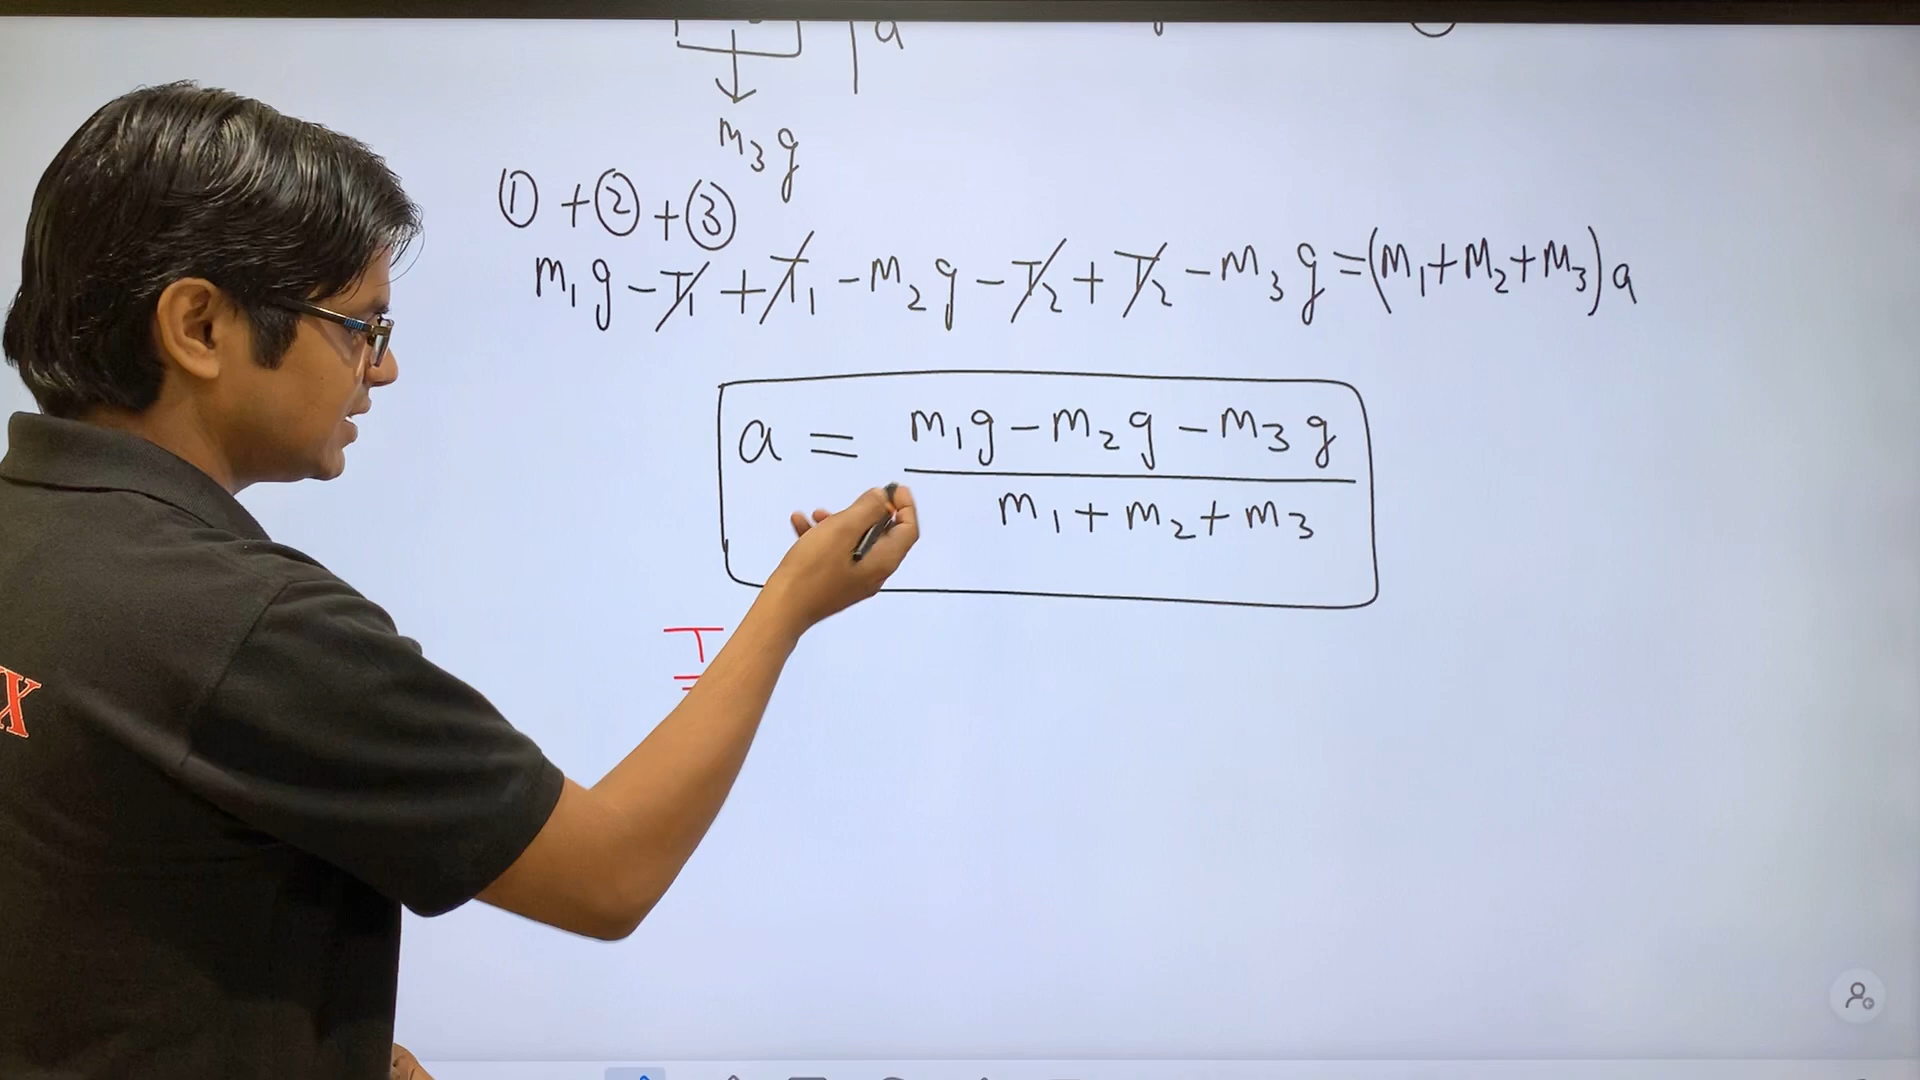 a
m₃g
① + ② + ③
m₁g - T₁ + T₁ - m₂g - T₂ + T₂ - m₃g = (m₁+m₂+m₃)a
a = (m₁g - m₂g - m₃g) / (m₁ + m₂ + m₃)
T
X